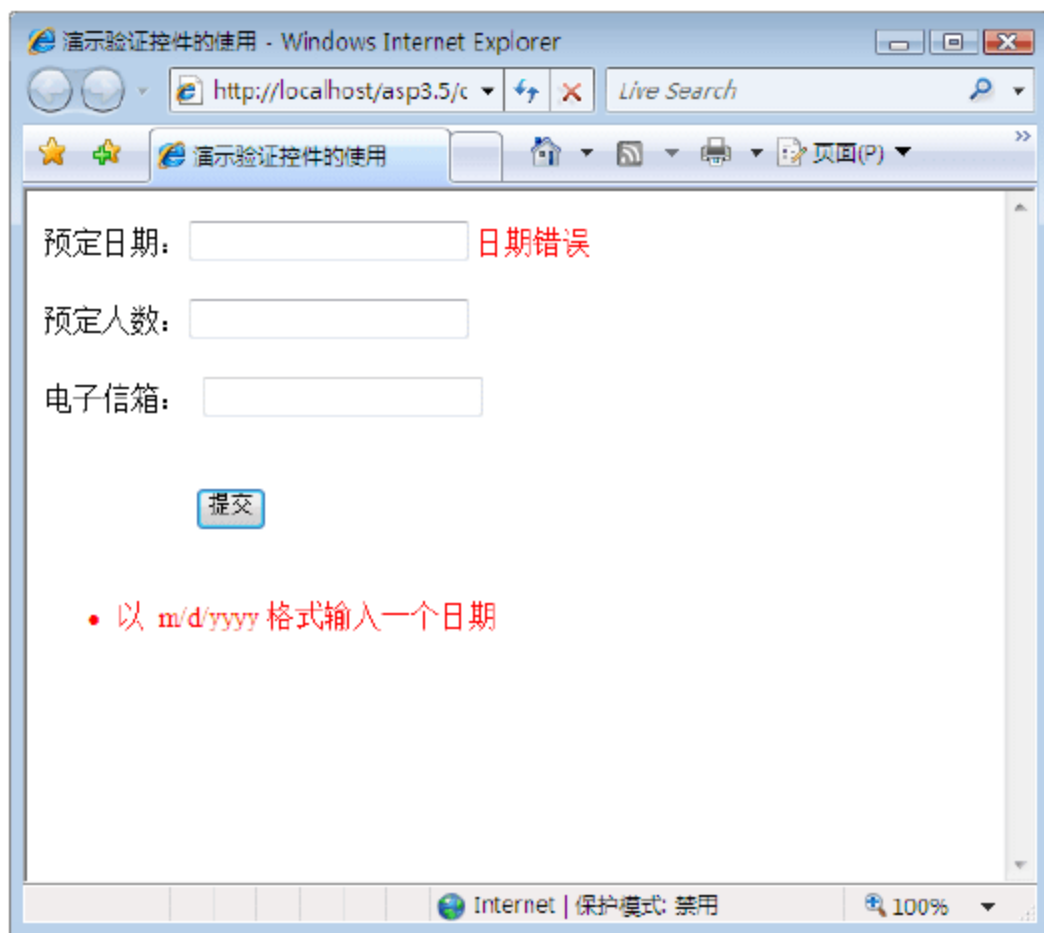 演示验证控件的使用 - Windows Internet Explorer
http://localhost/asp3.5/c Live Search
演示验证控件的使用 页面(P)
预定日期： 日期错误
预定人数：
电子信箱：
提交
• 以 m/d/yyyy 格式输入一个日期
Internet | 保护模式: 禁用 100%